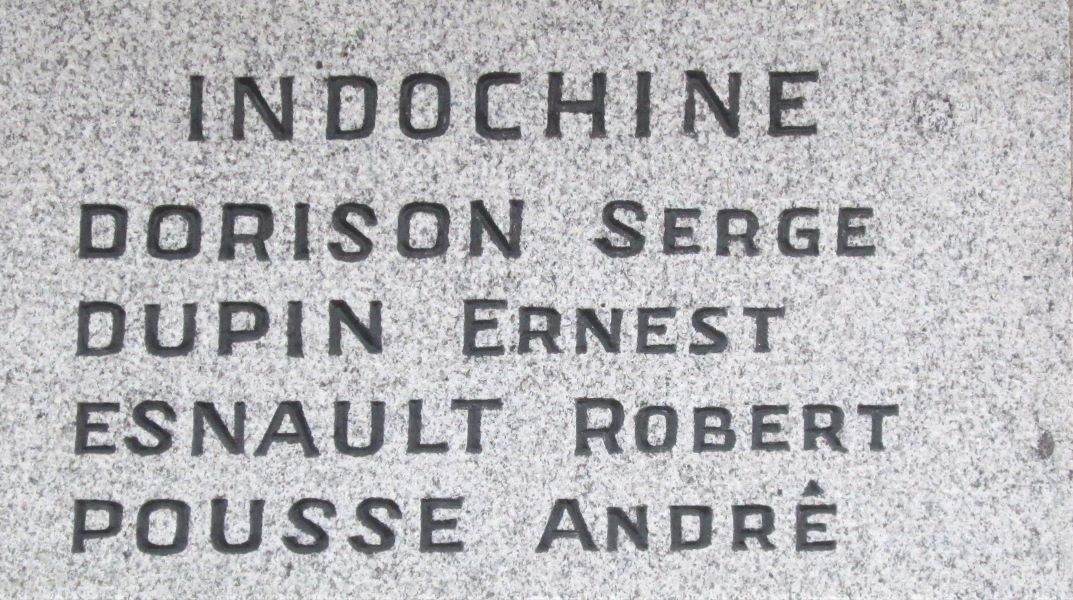 INDOCHINE
DORISON SERGE
DUPIN ERNEST
ESNAULT ROBERT
POUSSE ANDRÊ